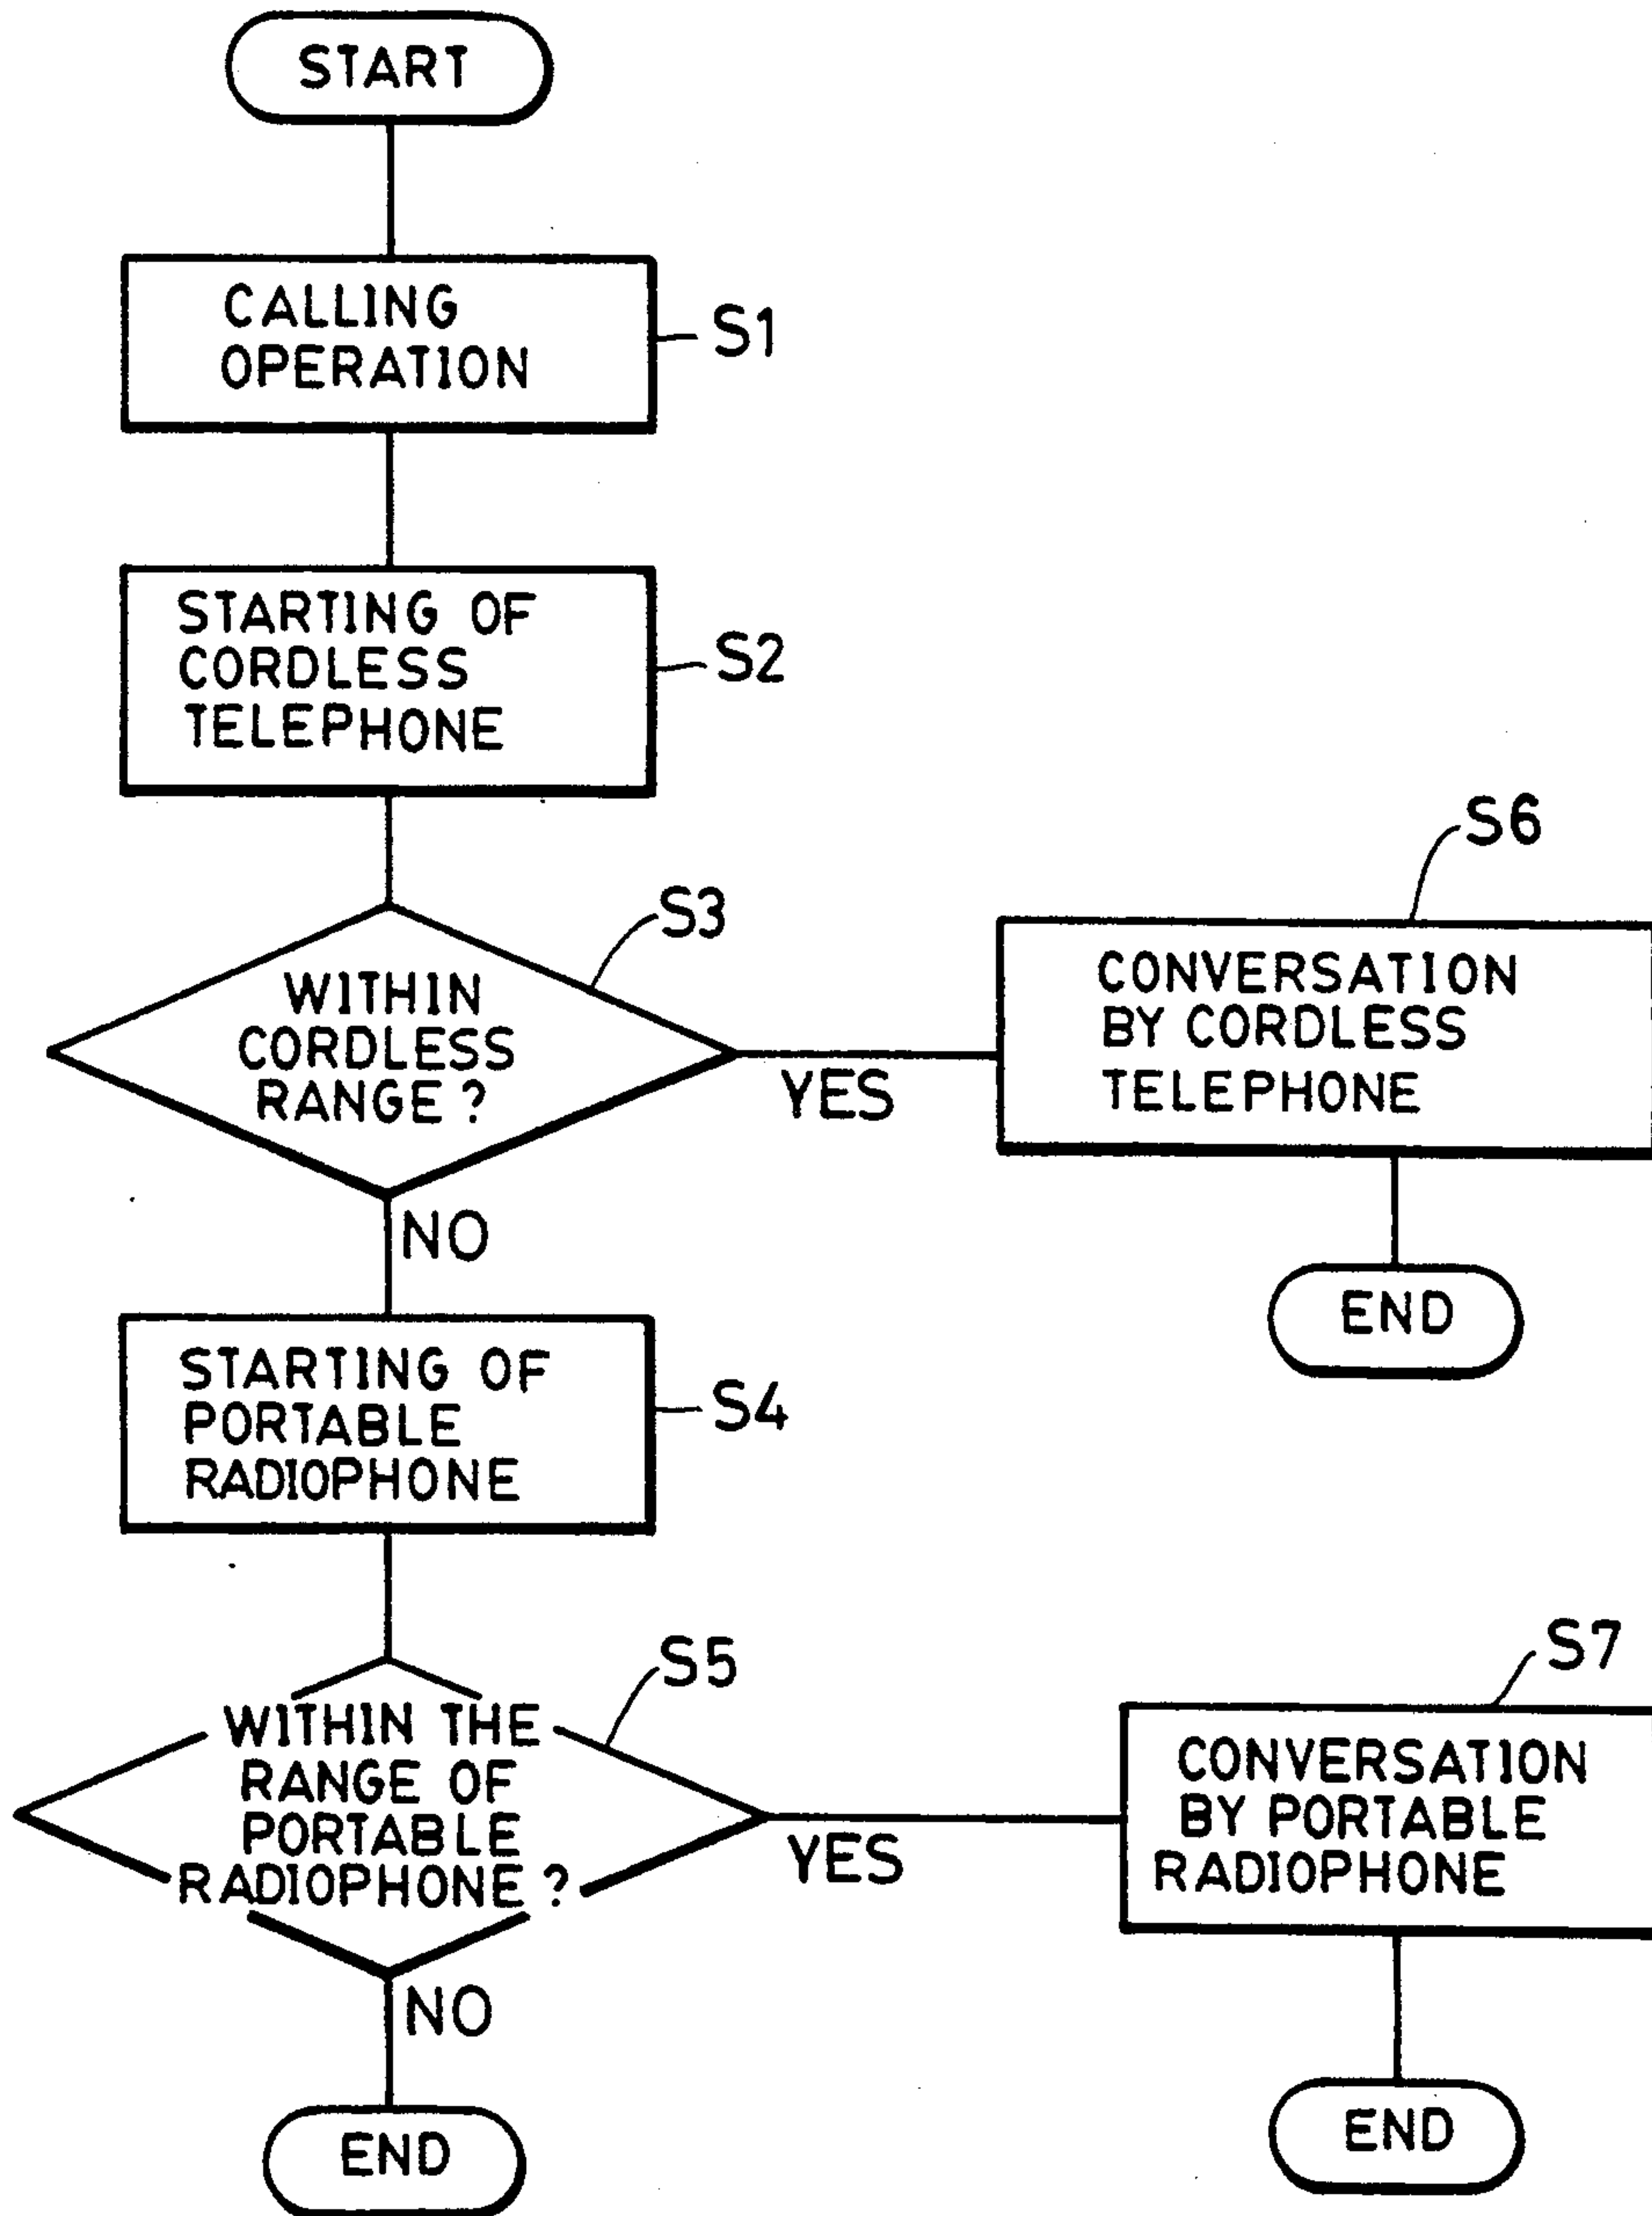 START
CALLING
OPERATION
S1
STARTING OF
CORDLESS
TELEPHONE
S2
S3
WITHIN
CORDLESS
RANGE?
YES
NO
S6
CONVERSATION
BY CORDLESS
TELEPHONE
END
STARTING OF
PORTABLE
RADIOPHONE
S4
S5
WITHIN THE
RANGE OF
PORTABLE
RADIOPHONE?
YES
NO
S7
CONVERSATION
BY PORTABLE
RADIOPHONE
END
END